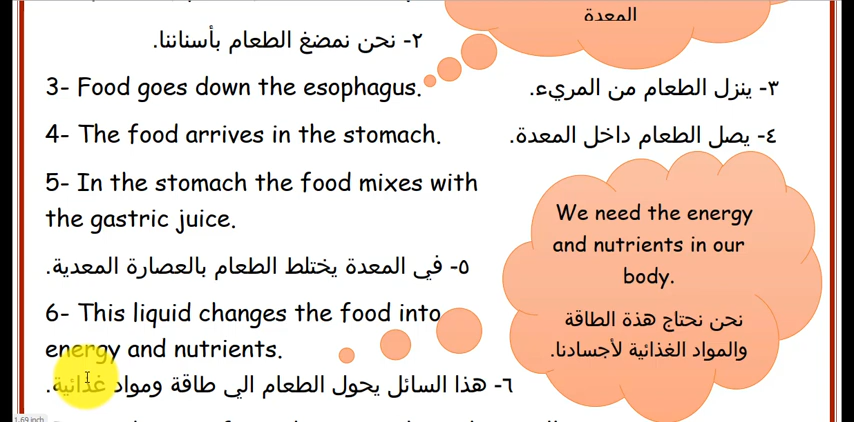 المعدة
٢- نحن نمضغ الطعام بأسناننا.
3- Food goes down the esophagus.
٣- ينزل الطعام من المريء.
4- The food arrives in the stomach.
٤- يصل الطعام داخل المعدة.
5- In the stomach the food mixes with
the gastric juice.
٥- في المعدة يختلط الطعام بالعصارة المعدية.
6- This liquid changes the food into
energy and nutrients.
٦- هذا السائل يحول الطعام الي طاقة ومواد غذائية.
We need the energy
and nutrients in our
body.
نحن نحتاج هذة الطاقة
والمواد الغذائية لأجسادنا.
1.69 inch